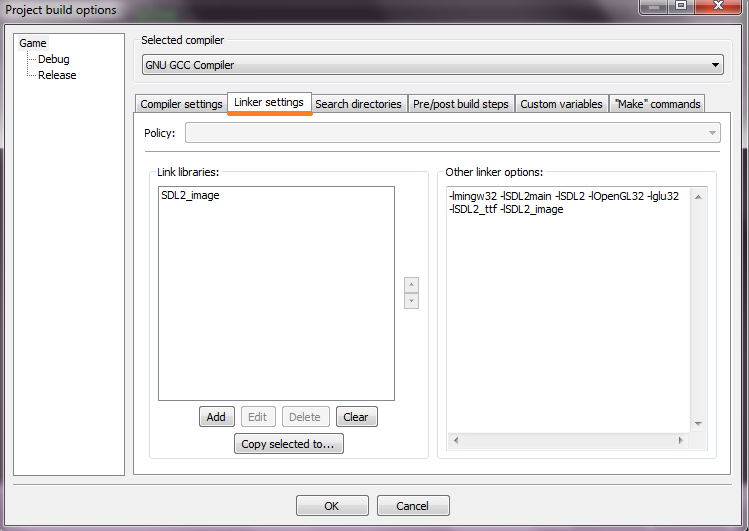 Project build options
Game
Debug
Release
Selected compiler
GNU GCC Compiler
Compiler settings Linker settings Search directories Pre/post build steps Custom variables "Make" commands
Policy:
Link libraries:
SDL2_image
Add Edit Delete Clear
Copy selected to...
Other linker options:
-lmingw32 -lSDL2main -lSDL2 -lOpenGL32 -lglu32
-lSDL2_ttf -lSDL2_image
OK Cancel